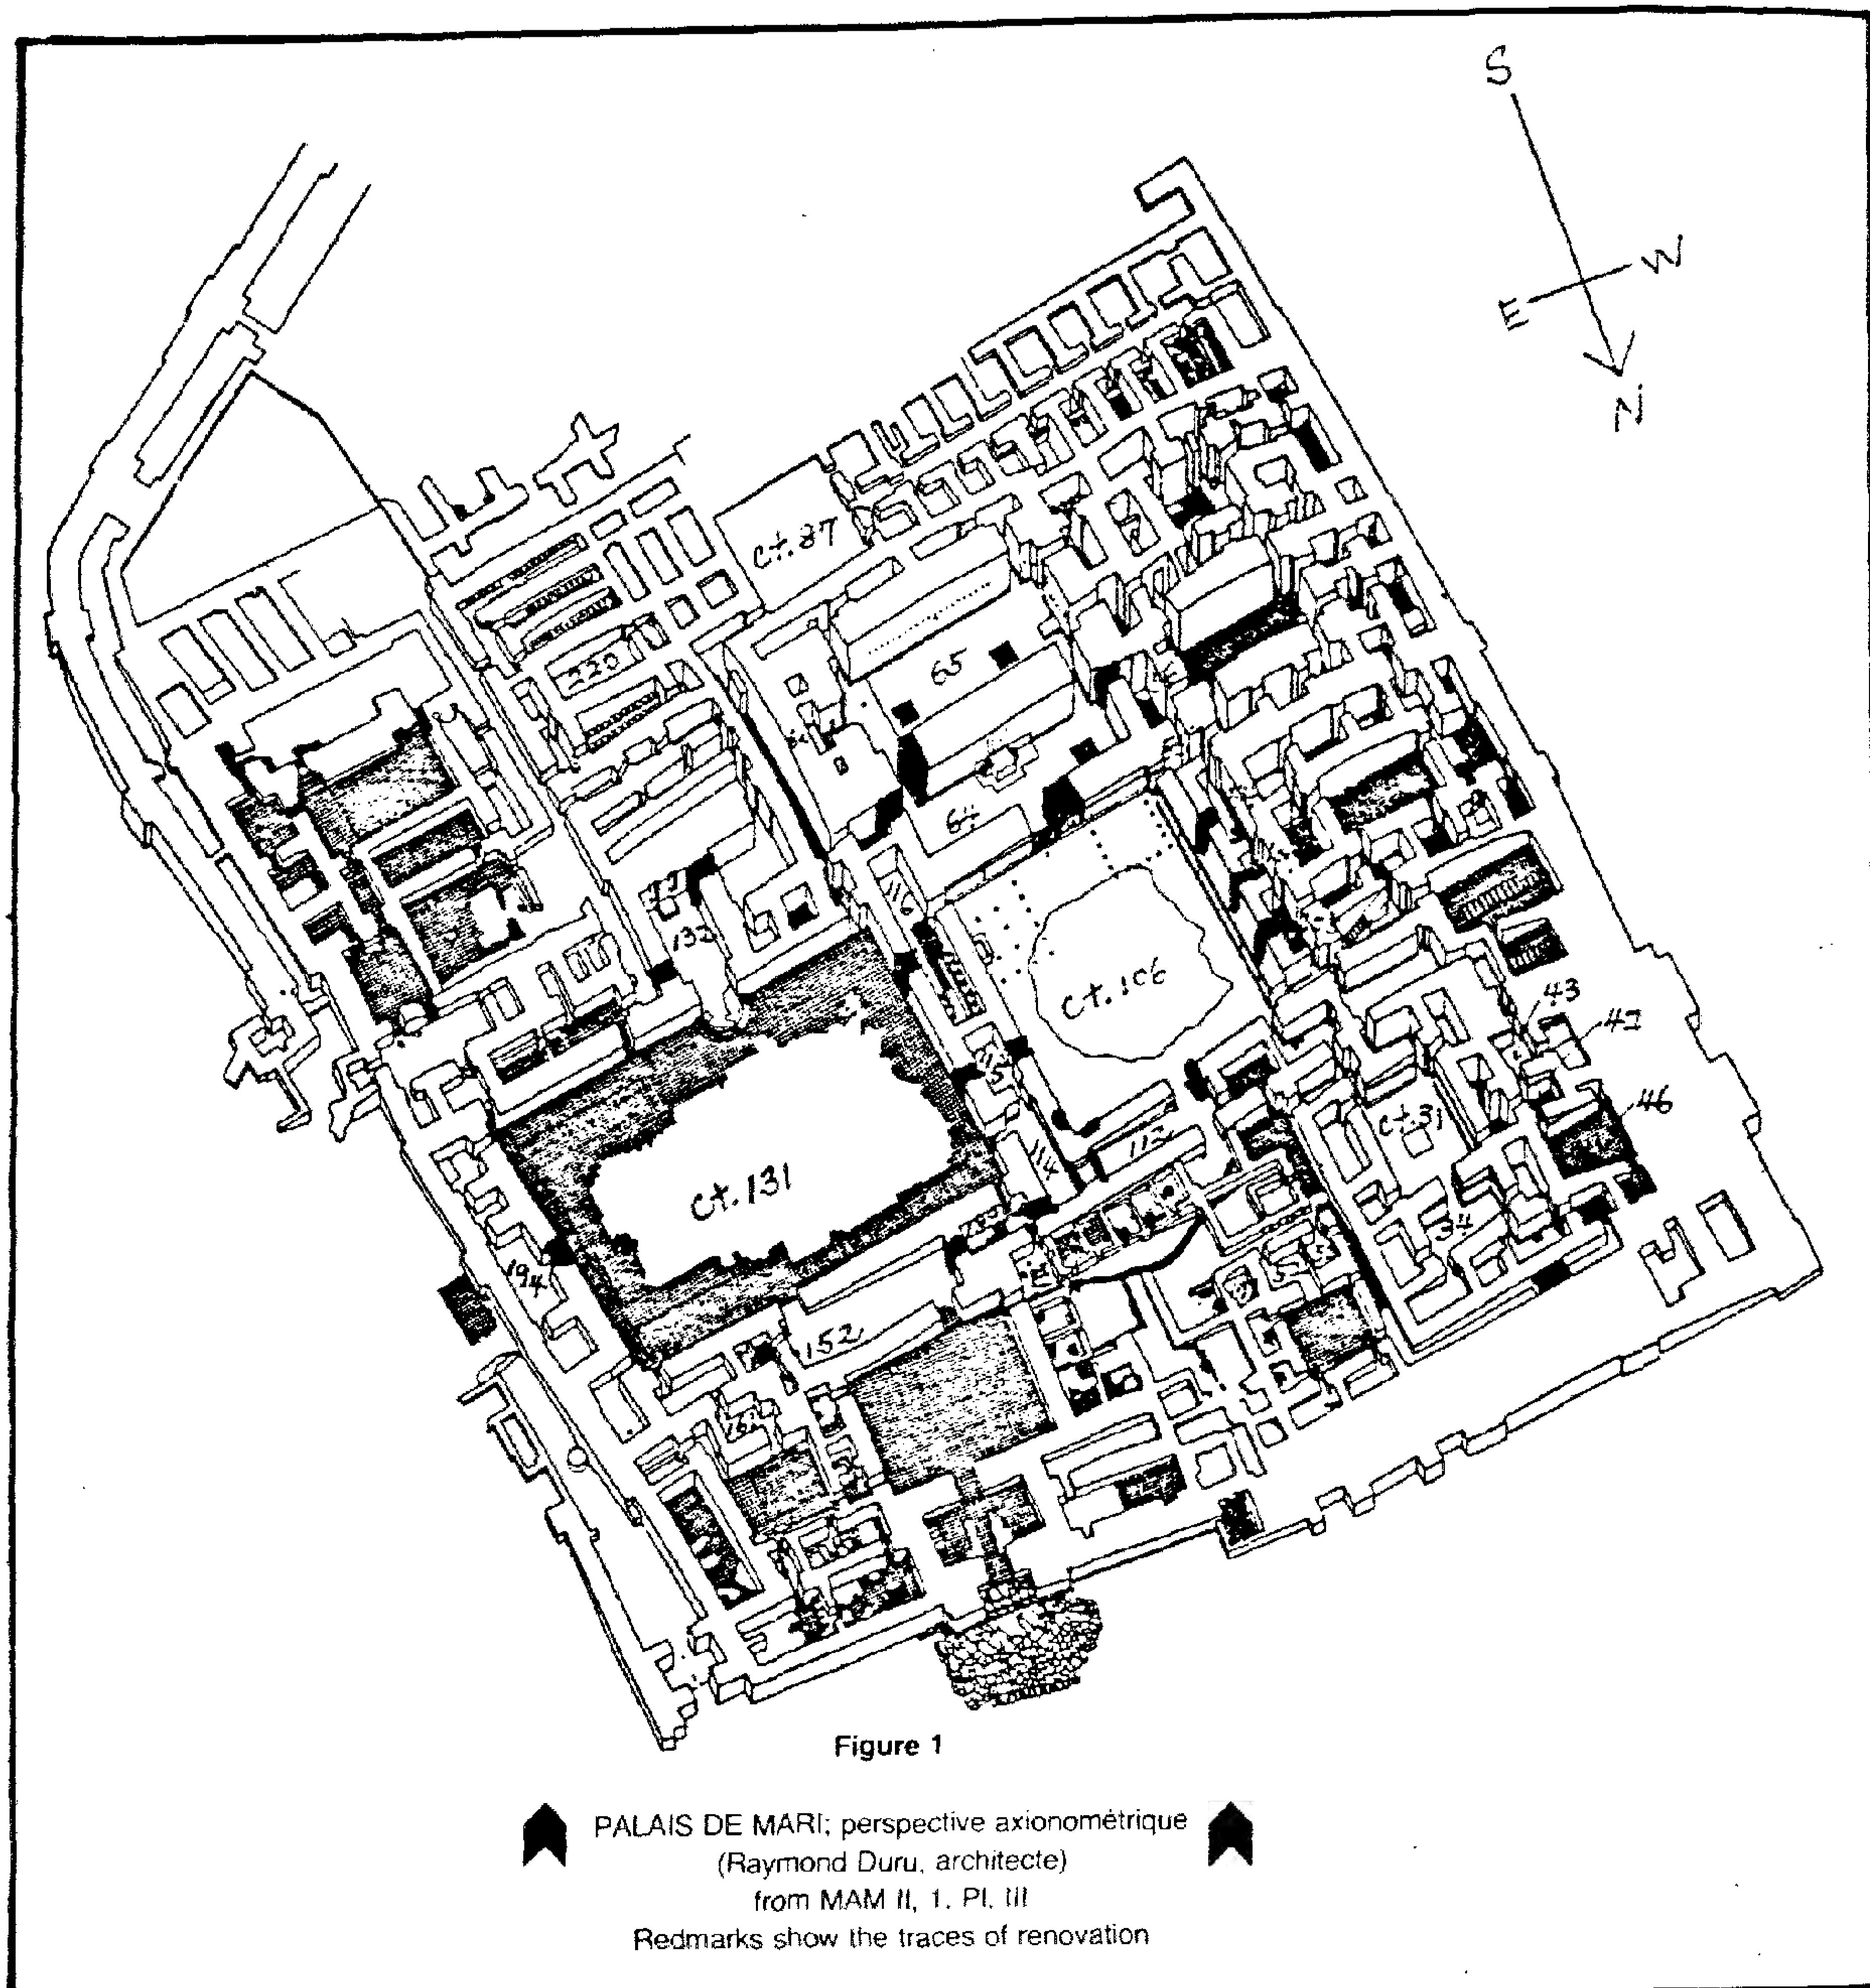 S
W
E
N
ct. 87
220
65
64
116
132
ct. 106
43
42
46
ct. 31
ct. 131
112
114
34
194
152
Figure 1
PALAIS DE MARI; perspective axionométrique
(Raymond Duru, architecte)
from MAM II, 1. Pl. III
Redmarks show the traces of renovation